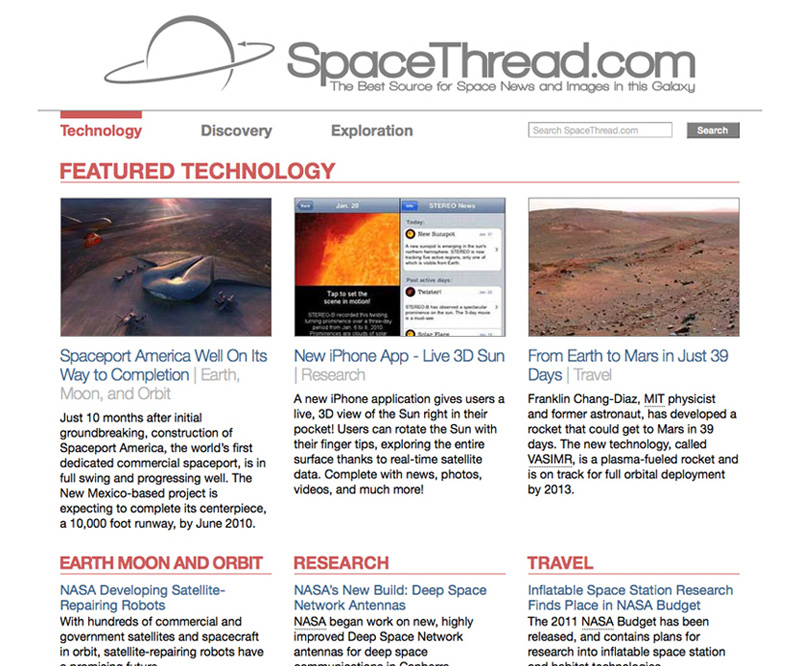 SpaceThread.com
The Best Source for Space News and Images in this Galaxy
Technology Discovery Exploration Search SpaceThread.com Search
FEATURED TECHNOLOGY
Back Jan. 20
Tap to set the
scene in motion!
STEREO-B recorded this twisting,
turning prominence over a three-day
period from Jan. 6 to 8, 2010.
Prominences are clouds of solar
Info STEREO News
Today:
New Sunspot
A new sunspot is emerging in the sun's
northern hemisphere. STEREO is now
tracking five active regions, only one of
which is visible from Earth.
Past active days:
Twister!
STEREO-B has observed a spectacular
prominence on the sun. The 3-day movie
is a must-see
Solar Flare
Spaceport America Well On Its
Way to Completion | Earth,
Moon, and Orbit
Just 10 months after initial
groundbreaking, construction of
Spaceport America, the world's first
dedicated commercial spaceport, is in
full swing and progressing well. The
New Mexico-based project is
expecting to complete its centerpiece,
a 10,000 foot runway, by June 2010.
New iPhone App - Live 3D Sun
| Research
A new iPhone application gives users a
live, 3D view of the Sun right in their
pocket! Users can rotate the Sun with
their finger tips, exploring the entire
surface thanks to real-time satellite
data. Complete with news, photos,
videos, and much more!
From Earth to Mars in Just 39
Days | Travel
Franklin Chang-Diaz, MIT physicist
and former astronaut, has developed a
rocket that could get to Mars in 39
days. The new technology, called
VASIMR, is a plasma-fueled rocket and
is on track for full orbital deployment
by 2013.
EARTH MOON AND ORBIT
NASA Developing Satellite-
Repairing Robots
With hundreds of commercial and
government satellites and spacecraft
in orbit, satellite-repairing robots have
a promising future
RESEARCH
NASA's New Build: Deep Space
Network Antennas
NASA began work on new, highly
improved Deep Space Network
antennas for deep space
communications in Canberra
TRAVEL
Inflatable Space Station Research
Finds Place in NASA Budget
The 2011 NASA Budget has been
released, and contains plans for
research into inflatable space station
and habitat technologies